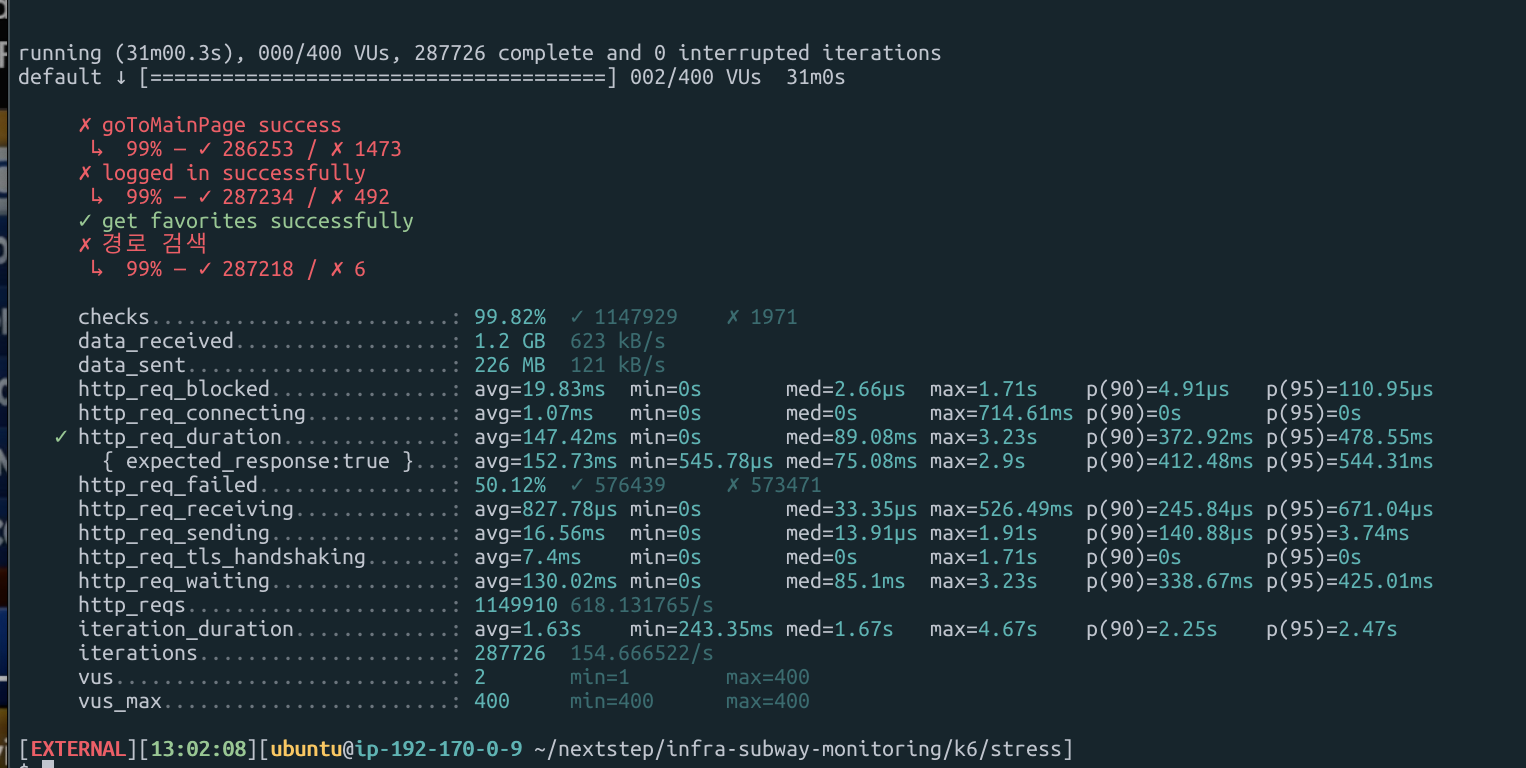 running (31m00.3s), 000/400 VUs, 287726 complete and 0 interrupted iterations
default ↓ [======================================] 002/400 VUs  31m0s
✗ goToMainPage success
↳  99% — ✓ 286253 / ✗ 1473
✗ logged in successfully
↳  99% — ✓ 287234 / ✗ 492
✓ get favorites successfully
✗ 경로 검색
↳  99% — ✓ 287218 / ✗ 6
checks.........................: 99.82%  ✓ 1147929    ✗ 1971
data_received..................: 1.2 GB  623 kB/s
data_sent......................: 226 MB  121 kB/s
http_req_blocked...............: avg=19.83ms  min=0s       med=2.66µs  max=1.71s    p(90)=4.91µs   p(95)=110.95µs
http_req_connecting............: avg=1.07ms   min=0s       med=0s      max=714.61ms p(90)=0s       p(95)=0s
✓ http_req_duration..............: avg=147.42ms min=0s       med=89.08ms max=3.23s    p(90)=372.92ms p(95)=478.55ms
{ expected_response:true }...: avg=152.73ms min=545.78µs med=75.08ms max=2.9s     p(90)=412.48ms p(95)=544.31ms
http_req_failed................: 50.12%  ✓ 576439     ✗ 573471
http_req_receiving.............: avg=827.78µs min=0s       med=33.35µs max=526.49ms p(90)=245.84µs p(95)=671.04µs
http_req_sending...............: avg=16.56ms  min=0s       med=13.91µs max=1.91s    p(90)=140.88µs p(95)=3.74ms
http_req_tls_handshaking.......: avg=7.4ms    min=0s       med=0s      max=1.71s    p(90)=0s       p(95)=0s
http_req_waiting...............: avg=130.02ms min=0s       med=85.1ms  max=3.23s    p(90)=338.67ms p(95)=425.01ms
http_reqs......................: 1149910 618.131765/s
iteration_duration.............: avg=1.63s    min=243.35ms med=1.67s   max=4.67s    p(90)=2.25s    p(95)=2.47s
iterations.....................: 287726  154.666522/s
vus............................: 2       min=1        max=400
vus_max........................: 400     min=400      max=400
[EXTERNAL][13:02:08][ubuntu@ip-192-170-0-9 ~/nextstep/infra-subway-monitoring/k6/stress]